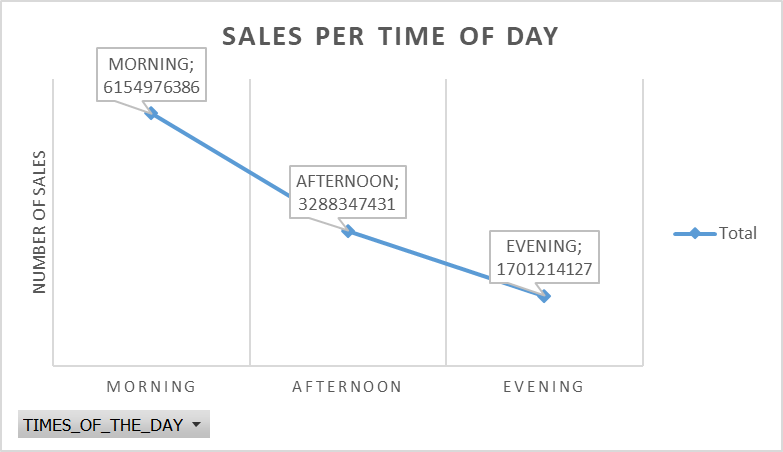 SALES PER TIME OF DAY
MORNING;
6154976386
AFTERNOON;
3288347431
EVENING;
1701214127
NUMBER OF SALES
Total
MORNING
AFTERNOON
EVENING
TIMES_OF_THE_DAY